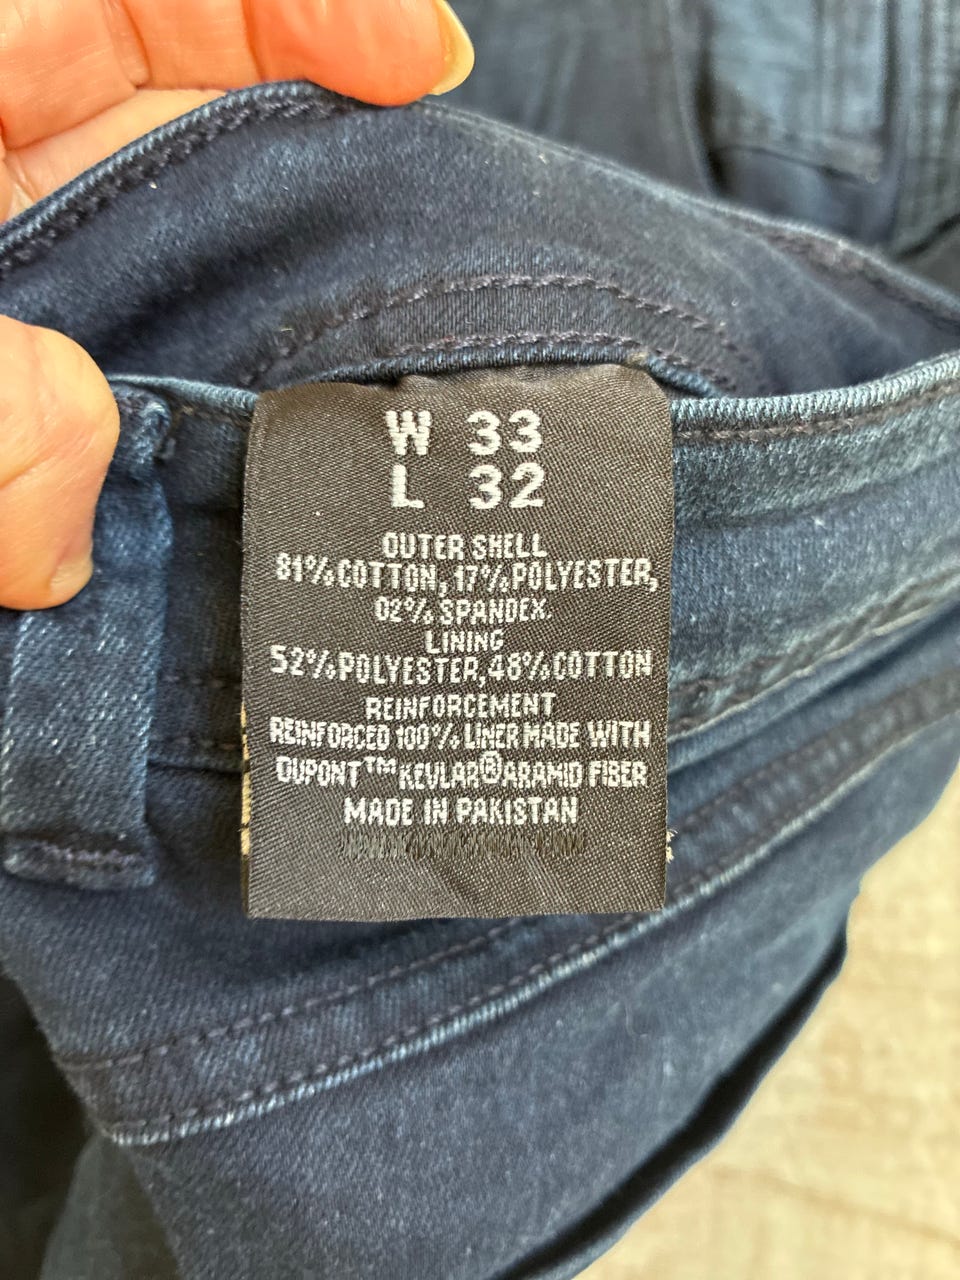 W 33
L 32
OUTER SHELL
81%COTTON, 17%POLYESTER,
02% SPANDEX.
LINING
52%POLYESTER,48%COTTON
REINFORCEMENT
REINFORCED 100% LINER MADE WITH
DUPONT™ KEVLAR® ARAMID FIBER
MADE IN PAKISTAN